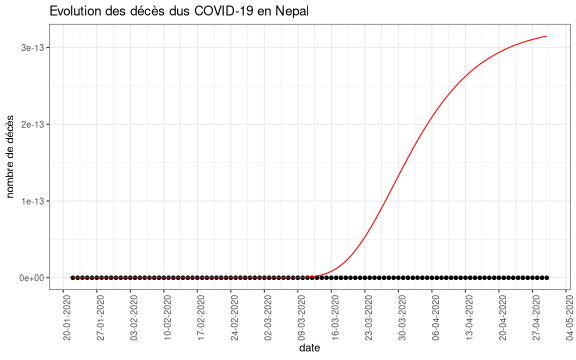 Evolution des décès dus COVID-19 en Nepal
nombre de décès
3e-13
2e-13
1e-13
0e+00
20-01-2020
27-01-2020
03-02-2020
10-02-2020
17-02-2020
24-02-2020
02-03-2020
09-03-2020
16-03-2020
23-03-2020
30-03-2020
06-04-2020
13-04-2020
20-04-2020
27-04-2020
04-05-2020
date